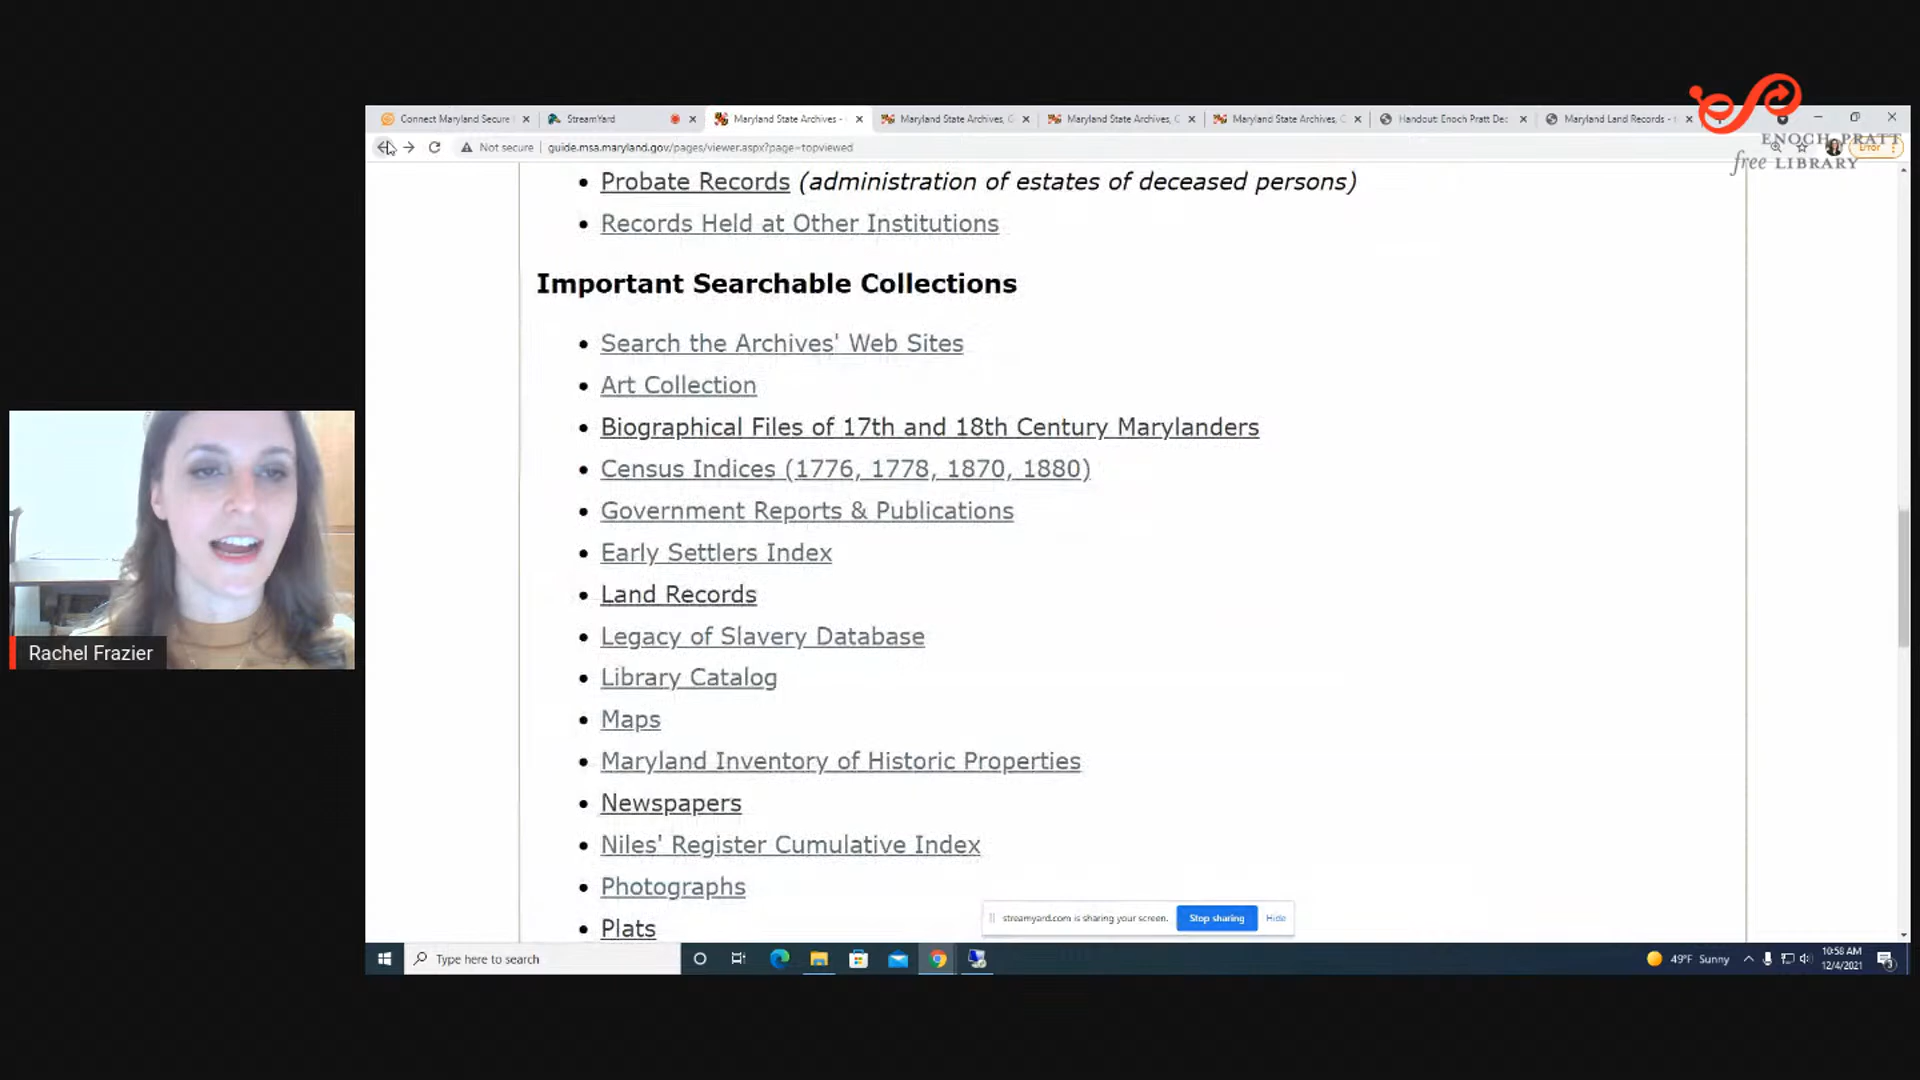 Connect Maryland Secure
StreamYard
Maryland State Archives -
Maryland State Archives, G
Maryland State Archives, C
Maryland State Archives, C
Handout: Enoch Pratt Dec
Maryland Land Records -
Not secure
guide.msa.maryland.gov/pages/viewer.aspx?page=topviewed
Error
ENOCH PRATT
free LIBRARY
Probate Records (administration of estates of deceased persons)
Records Held at Other Institutions
Important Searchable Collections
Search the Archives' Web Sites
Art Collection
Biographical Files of 17th and 18th Century Marylanders
Census Indices (1776, 1778, 1870, 1880)
Government Reports & Publications
Early Settlers Index
Land Records
Legacy of Slavery Database
Library Catalog
Maps
Maryland Inventory of Historic Properties
Newspapers
Niles' Register Cumulative Index
Photographs
Plats
Rachel Frazier
streamyard.com is sharing your screen.
Stop sharing
Hide
Type here to search
49°F Sunny
10:58 AM
12/4/2021